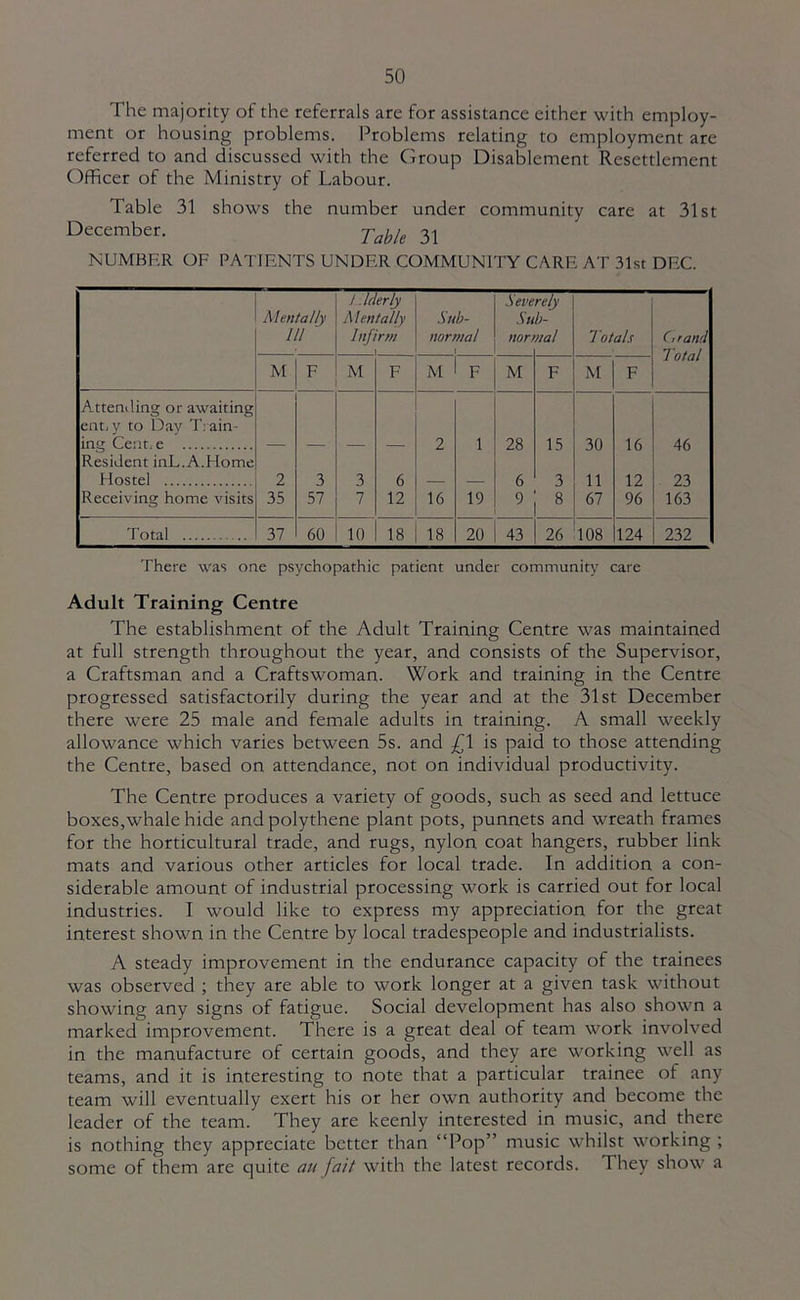 50
The majority of the referrals are for assistance either with employ-
ment or housing problems. Problems relating to employment are
referred to and discussed with the Group Disablement Resettlement
Officer of the Ministry of Labour.
Table 31 shows the number under community care at 31st
December.
Table 31
NUMBER OF PATIENTS UNDER COMMUNITY CARE AT 31st DEC.
Mentally Ill | Elderly Mentally Infirm | Sub-normal | Severely Sub-normal | Totals | Grand Total
M F M F M F M F M F
Attending or awaiting
entry to Day Train-
ing Centre ............ — — — — 2 1 28 15 30 16 46
Resident in L.A. Home
Hostel ............... 2 3 3 6 — — 6 3 11 12 23
Receiving home visits 35 57 7 12 16 19 9 8 67 96 163
Total ............ 37 60 10 18 18 20 43 26 108 124 232
There was one psychopathic patient under community care
Adult Training Centre
The establishment of the Adult Training Centre was maintained
at full strength throughout the year, and consists of the Supervisor,
a Craftsman and a Craftswoman. Work and training in the Centre
progressed satisfactorily during the year and at the 31st December
there were 25 male and female adults in training. A small weekly
allowance which varies between 5s. and £1 is paid to those attending
the Centre, based on attendance, not on individual productivity.
The Centre produces a variety of goods, such as seed and lettuce
boxes,whale hide and polythene plant pots, punnets and wreath frames
for the horticultural trade, and rugs, nylon coat hangers, rubber link
mats and various other articles for local trade. In addition a con-
siderable amount of industrial processing work is carried out for local
industries. I would like to express my appreciation for the great
interest shown in the Centre by local tradespeople and industrialists.
A steady improvement in the endurance capacity of the trainees
was observed ; they are able to work longer at a given task without
showing any signs of fatigue. Social development has also shown a
marked improvement. There is a great deal of team work involved
in the manufacture of certain goods, and they are working well as
teams, and it is interesting to note that a particular trainee of any
team will eventually exert his or her own authority and become the
leader of the team. They are keenly interested in music, and there
is nothing they appreciate better than “Pop” music whilst working ;
some of them are quite au fait with the latest records. They show a